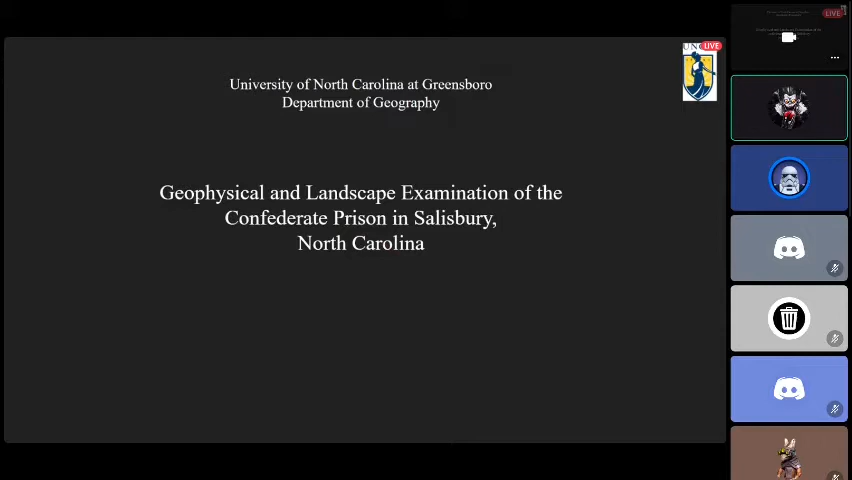 University of North Carolina at Greensboro
Department of Geography
UNC
LIVE
LIVE
Geophysical and Landscape Examination of the
Confederate Prison in Salisbury,
North Carolina